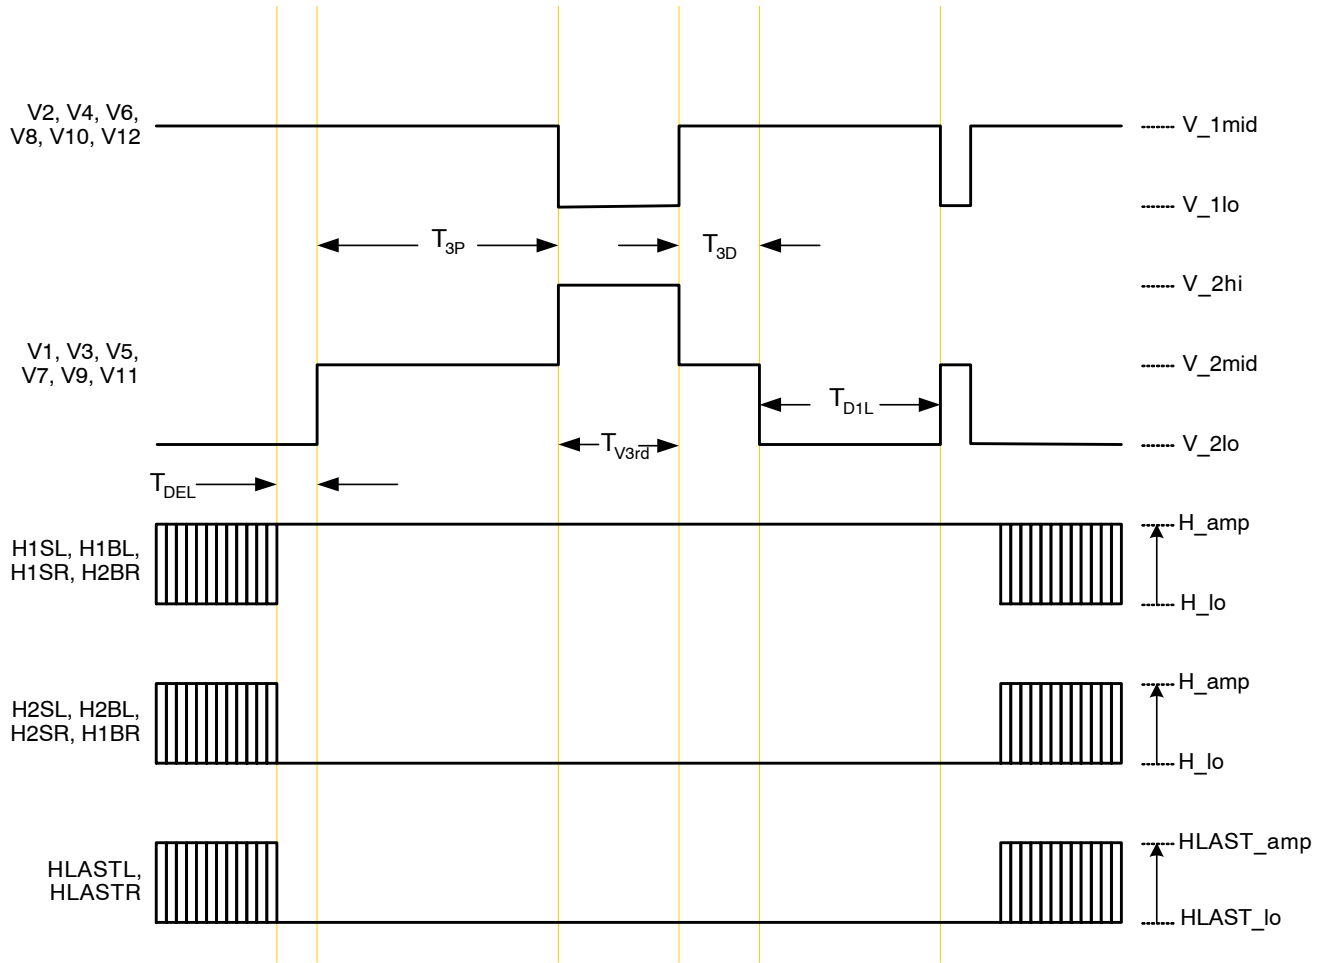 V2, V4, V6,
V8, V10, V12
V_1mid
V_1lo
T3P
T3D
V_2hi
V1, V3, V5,
V7, V9, V11
V_2mid
TD1L
TV3rd
V_2lo
TDEL
H1SL, H1BL,
H1SR, H2BR
H_amp
H_lo
H2SL, H2BL,
H2SR, H1BR
H_amp
H_lo
HLASTL,
HLASTR
HLAST_amp
HLAST_lo